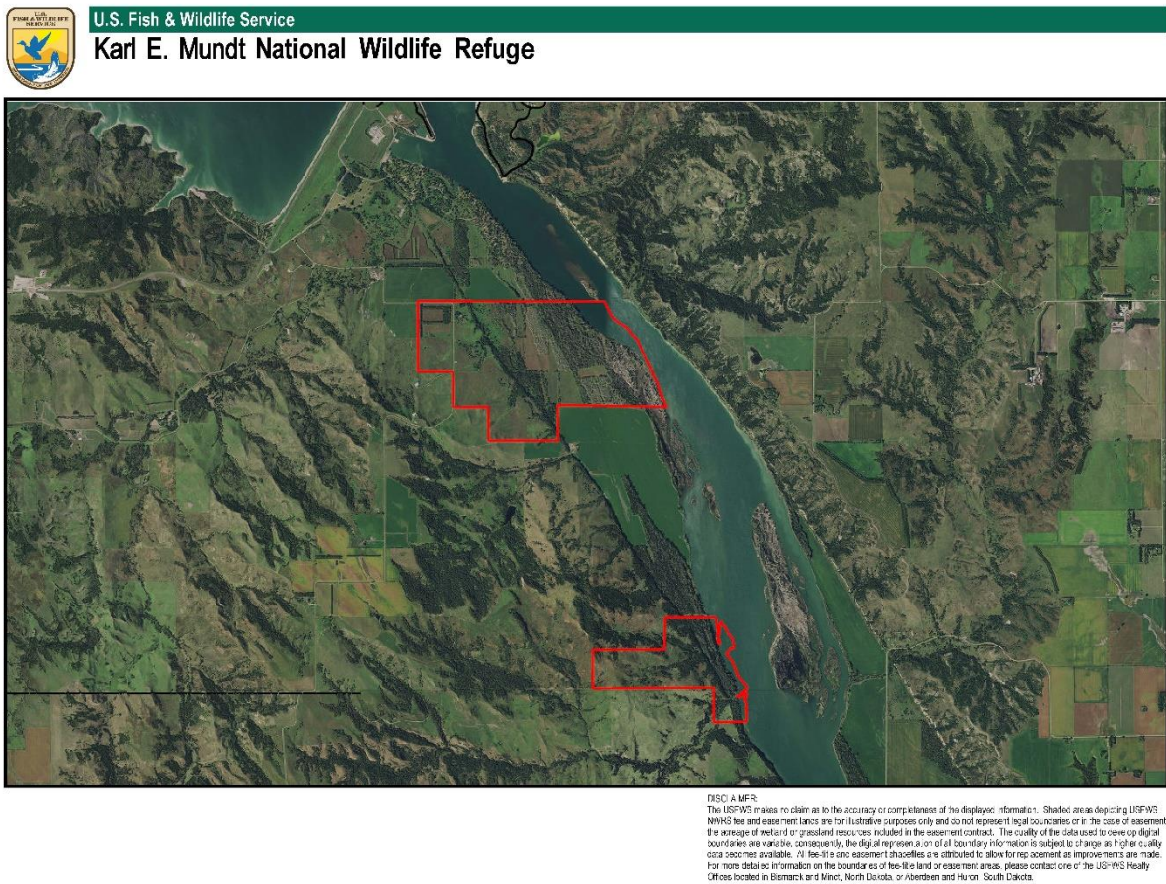 U.S.
FISH & WILDLIFE
SERVICE
U.S. Fish & Wildlife Service
Karl E. Mundt National Wildlife Refuge
DISCLAIMER:
The USFWS makes no claim as to the accuracy or completeness of the displayed information. Shaded areas depicting USFWS
NWRS fee and easement lands are for illustrative purposes only and do not represent legal boundaries or in the case of easement
the acreage of wetland or grassland resources included in the easement contract. The quality of the data used to develop digital
boundaries are variable, consequently, the digital representation of all boundary information is subject to change as higher quality
data becomes available. All fee-title and easement shapefiles are attributed to allow for replacement as improvements are made.
For more detailed information on the boundaries of fee-title land or easement areas, please contact one of the USFWS Realty
Offices located in Bismarck and Minot, North Dakota, or Aberdeen and Huron, South Dakota.